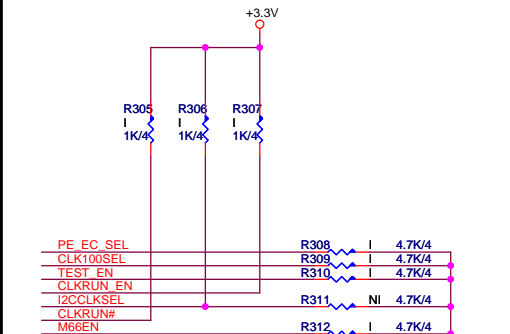 +3.3V
R305 R306 R307
I I I
1K/4 1K/4 1K/4
PE_EC_SEL R308 I 4.7K/4
CLK100SEL R309 I 4.7K/4
TEST_EN R310 I 4.7K/4
CLKRUN_EN
I2CCLKSEL R311 NI 4.7K/4
CLKRUN#
M66EN R312 I 4.7K/4